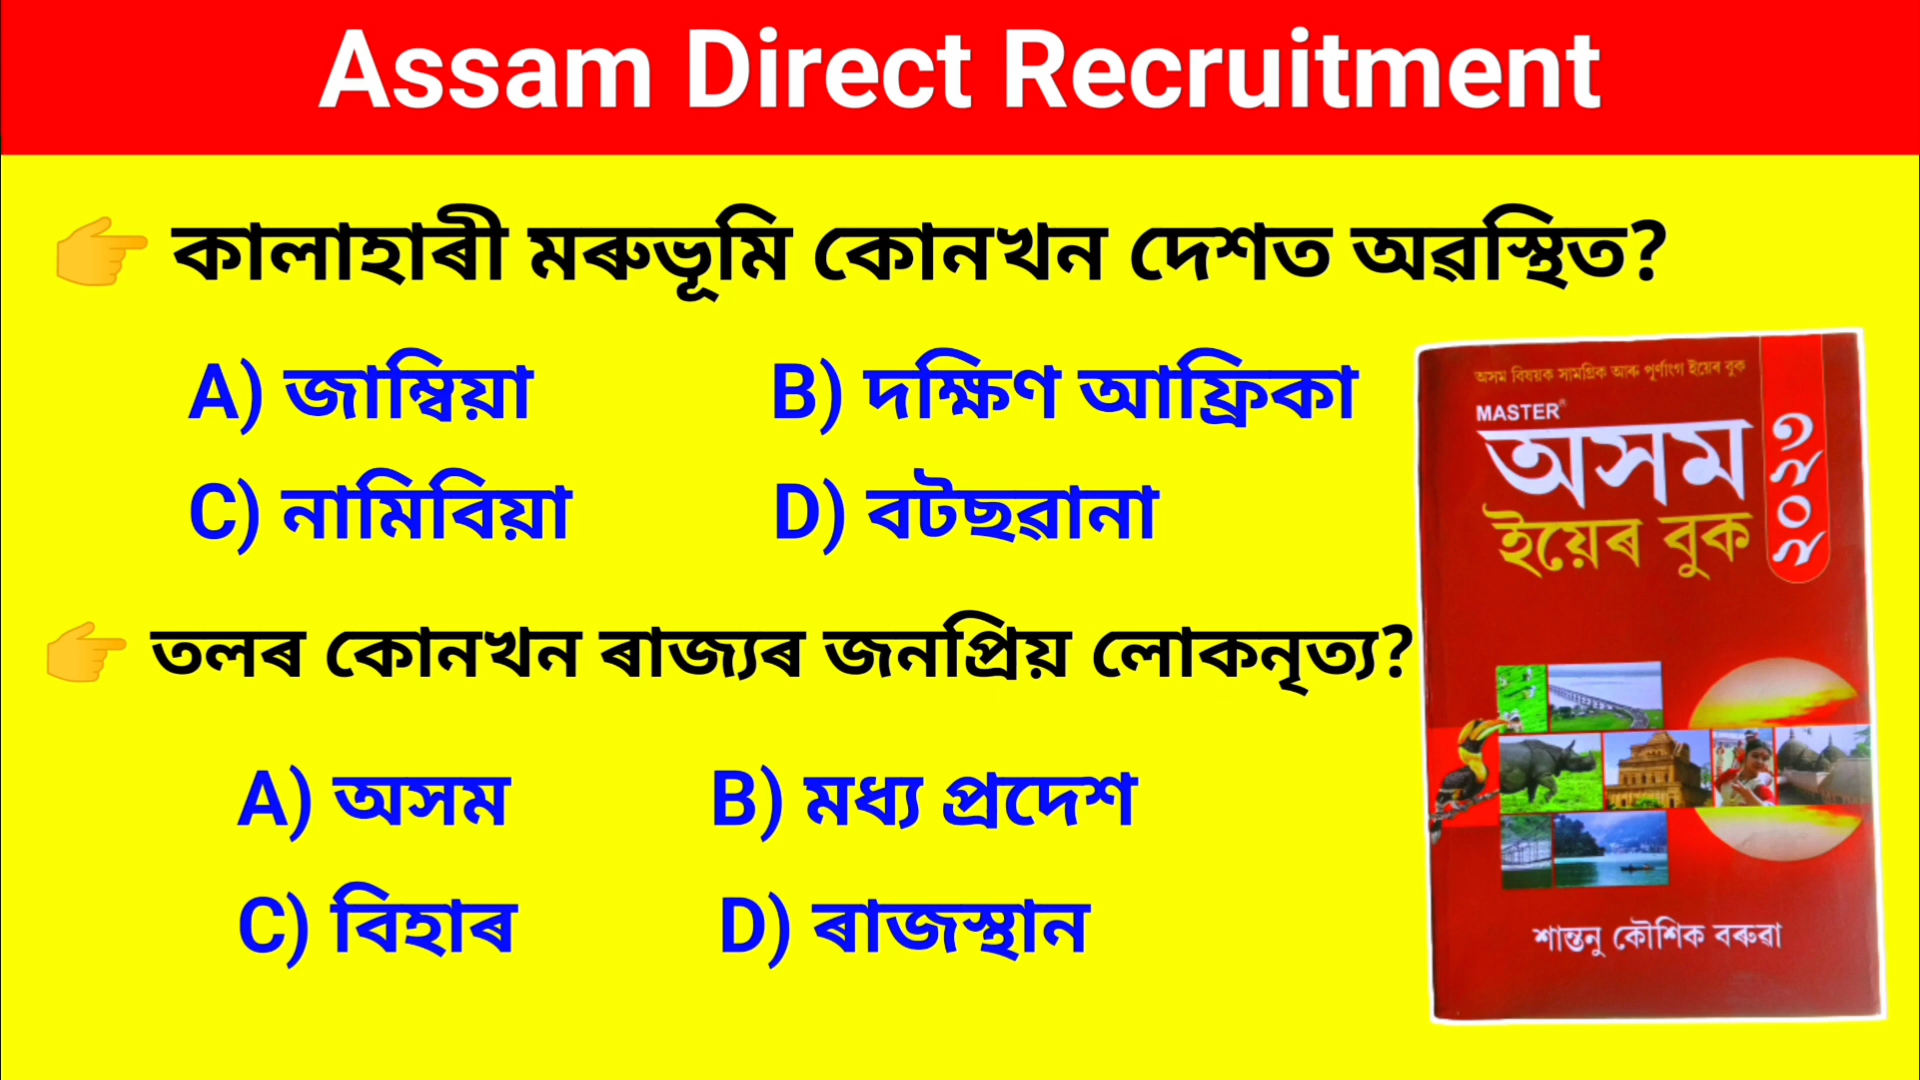 Assam Direct Recruitment
👉 কালাহাৰী মৰুভূমি কোনখন দেশত অৱস্থিত?
A) জাম্বিয়া B) দক্ষিণ আফ্ৰিকা
C) নামিবিয়া D) বটছৱানা
👉 তলৰ কোনখন ৰাজ্যৰ জনপ্ৰিয় লোকনৃত্য?
A) অসম B) মধ্য প্ৰদেশ
C) বিহাৰ D) ৰাজস্থান
অসম বিষয়ক সামগ্ৰিক আৰু পূৰ্ণাংগ ইয়েৰ বুক
MASTER®
অসম
ইয়েৰ বুক
২০২৩
শান্তনু কৌশিক বৰুৱা